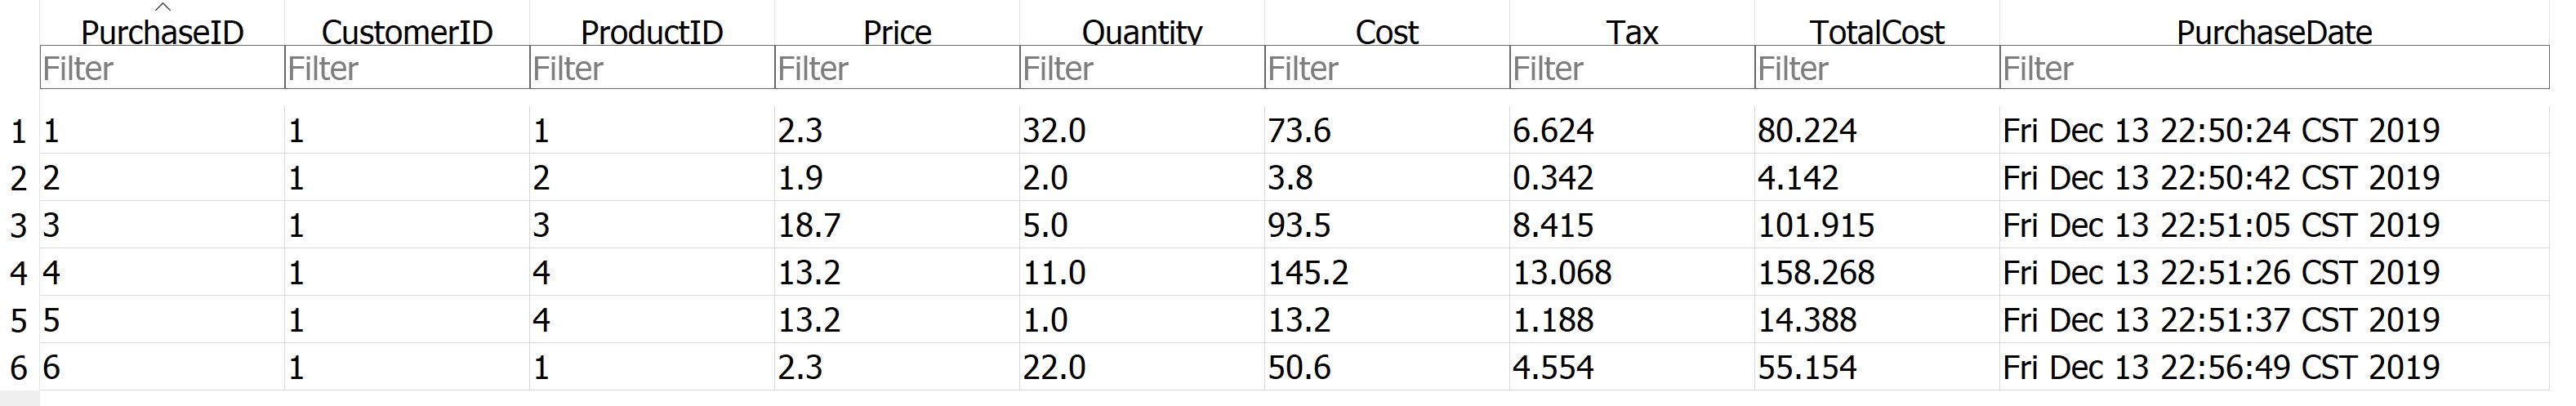 PurchaseID CustomerID ProductID Price Quantity Cost Tax TotalCost PurchaseDate
Filter Filter Filter Filter Filter Filter Filter Filter Filter
1 1 1 1 2.3 32.0 73.6 6.624 80.224 Fri Dec 13 22:50:24 CST 2019
2 2 1 2 1.9 2.0 3.8 0.342 4.142 Fri Dec 13 22:50:42 CST 2019
3 3 1 3 18.7 5.0 93.5 8.415 101.915 Fri Dec 13 22:51:05 CST 2019
4 4 1 4 13.2 11.0 145.2 13.068 158.268 Fri Dec 13 22:51:26 CST 2019
5 5 1 4 13.2 1.0 13.2 1.188 14.388 Fri Dec 13 22:51:37 CST 2019
6 6 1 1 2.3 22.0 50.6 4.554 55.154 Fri Dec 13 22:56:49 CST 2019